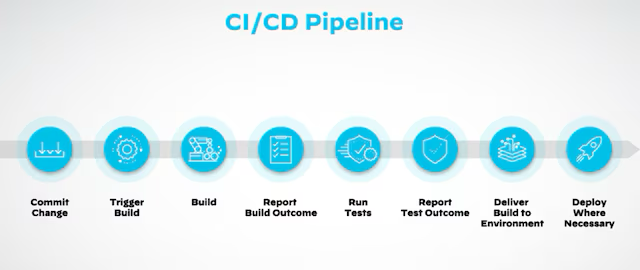 CI/CD Pipeline
Commit
Change
Trigger
Build
Build
Report
Build Outcome
Run
Tests
Report
Test Outcome
Deliver
Build to
Environment
Deploy
Where
Necessary